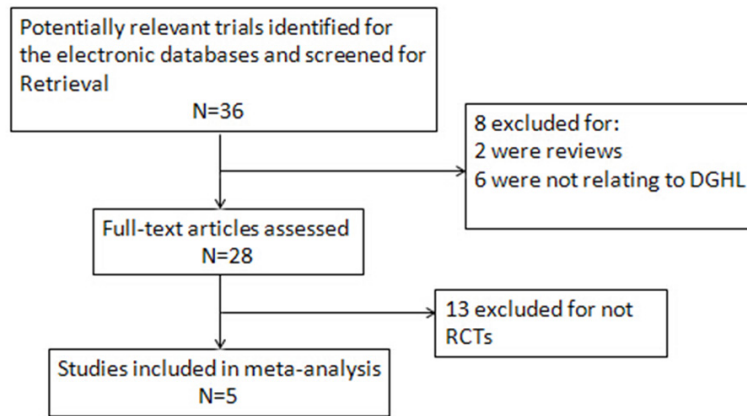 Potentially relevant trials identified for
the electronic databases and screened for
Retrieval
N=36
8 excluded for:
2 were reviews
6 were not relating to DGHL
Full-text articles assessed
N=28
13 excluded for not
RCTs
Studies included in meta-analysis
N=5